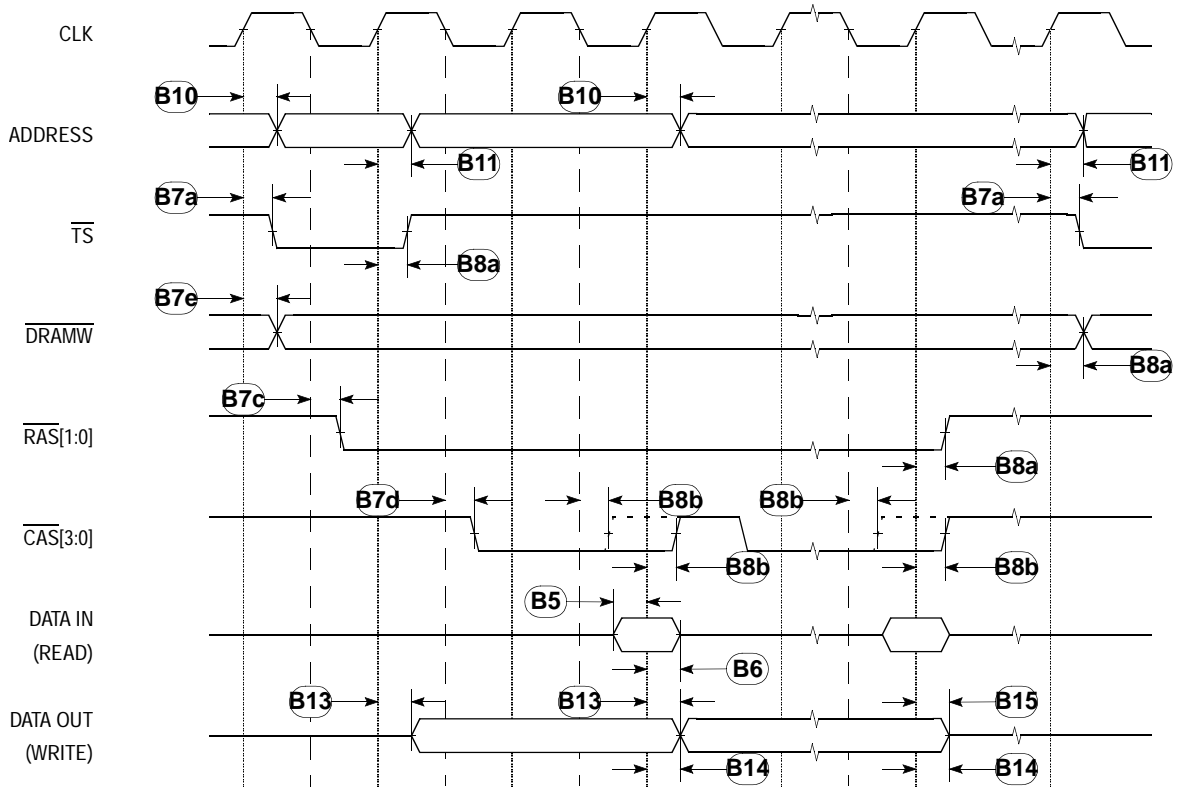 CLK
B10 B10
ADDRESS
B11 B11
B7a B7a
TS
B8a
B7e
DRAMW
B8a
B7c
RAS[1:0]
B8a
B7d B8b B8b
CAS[3:0]
B8b B8b
B5
DATA IN
(READ)
B6
B13 B13 B15
DATA OUT
(WRITE)
B14 B14